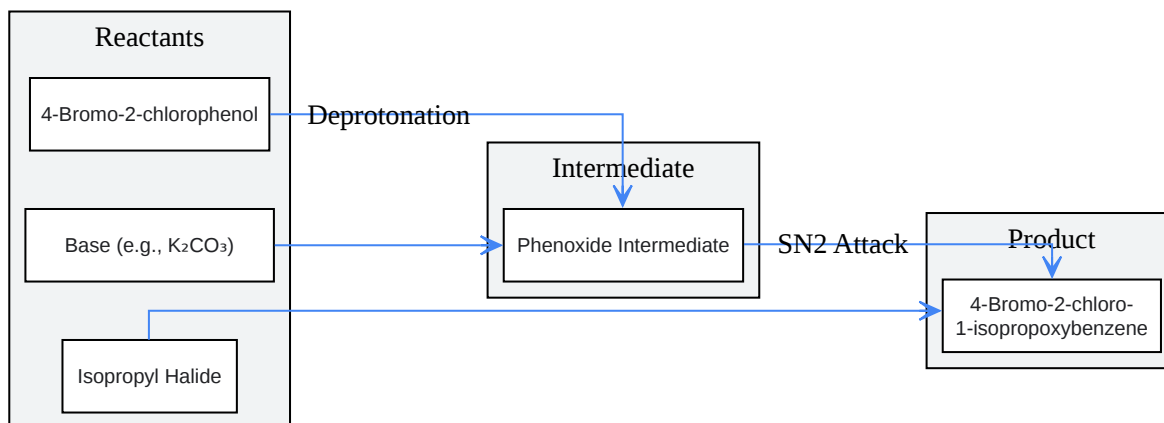 Reactants
4-Bromo-2-chlorophenol
Deprotonation
Intermediate
Base (e.g., K₂CO₃)
Phenoxide Intermediate
SN2 Attack
Product
4-Bromo-2-chloro-
1-isopropoxybenzene
Isopropyl Halide